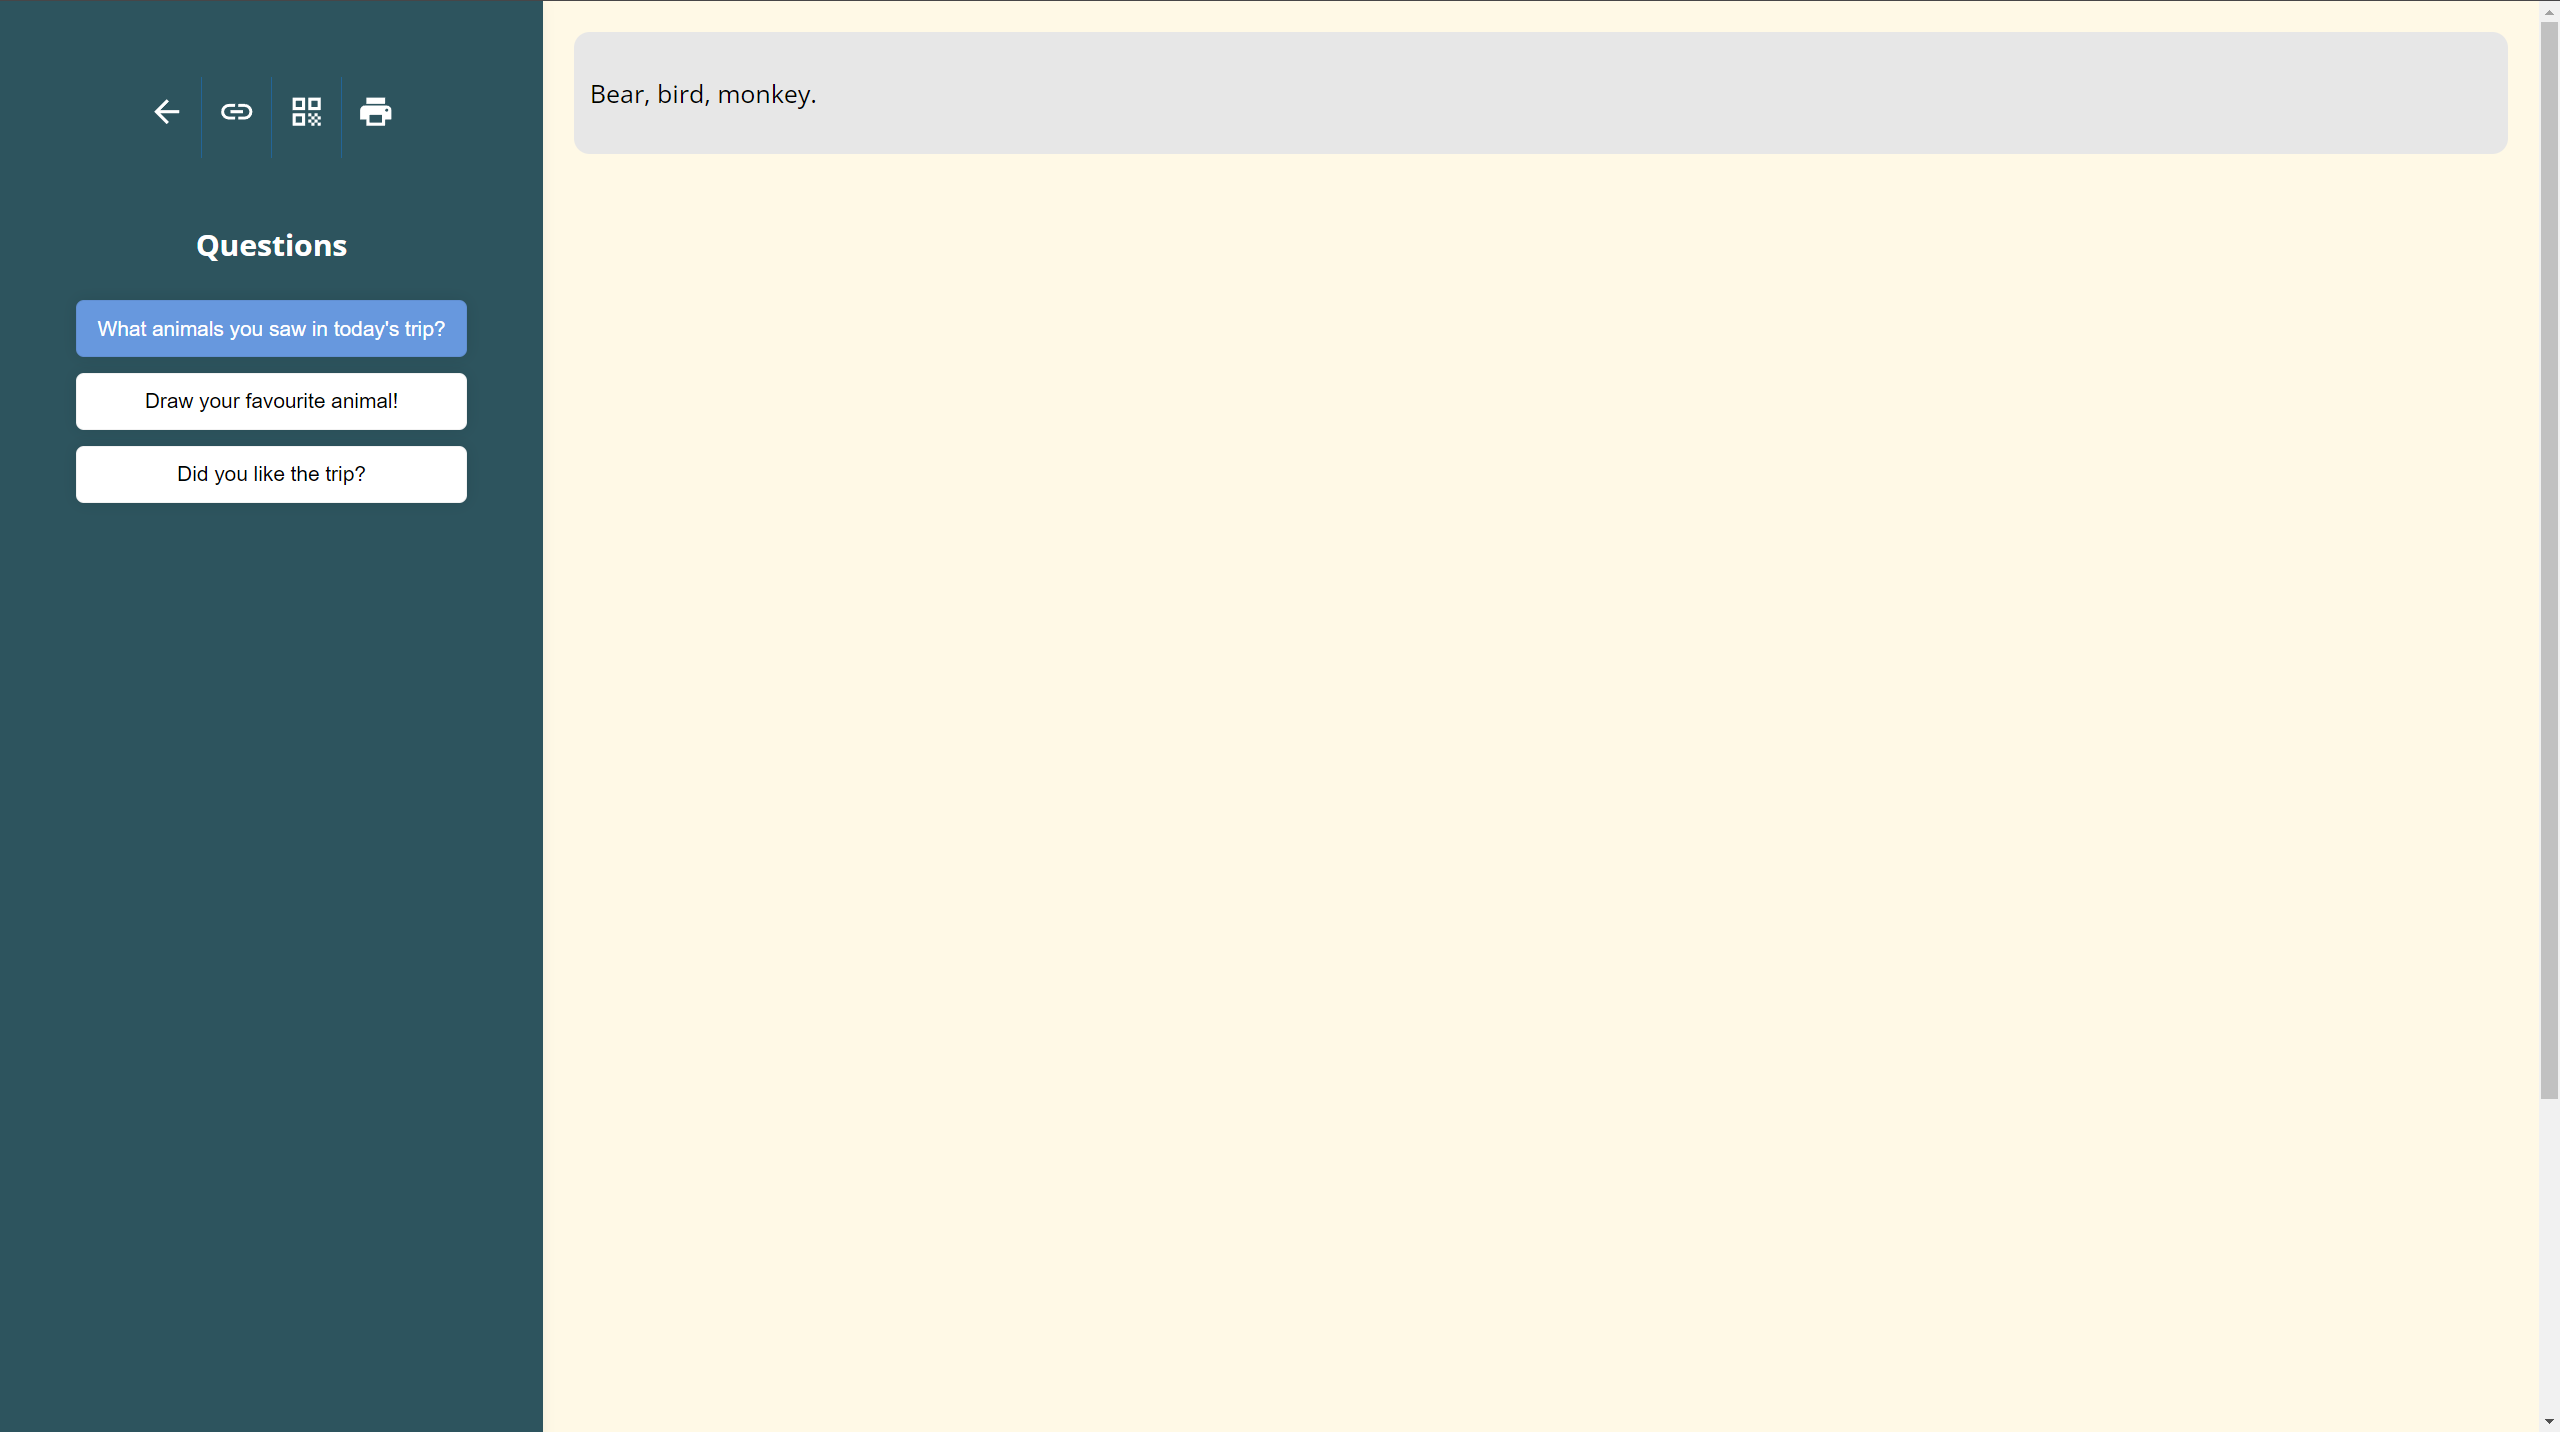 Questions
What animals you saw in today's trip?
Draw your favourite animal!
Did you like the trip?
Bear, bird, monkey.